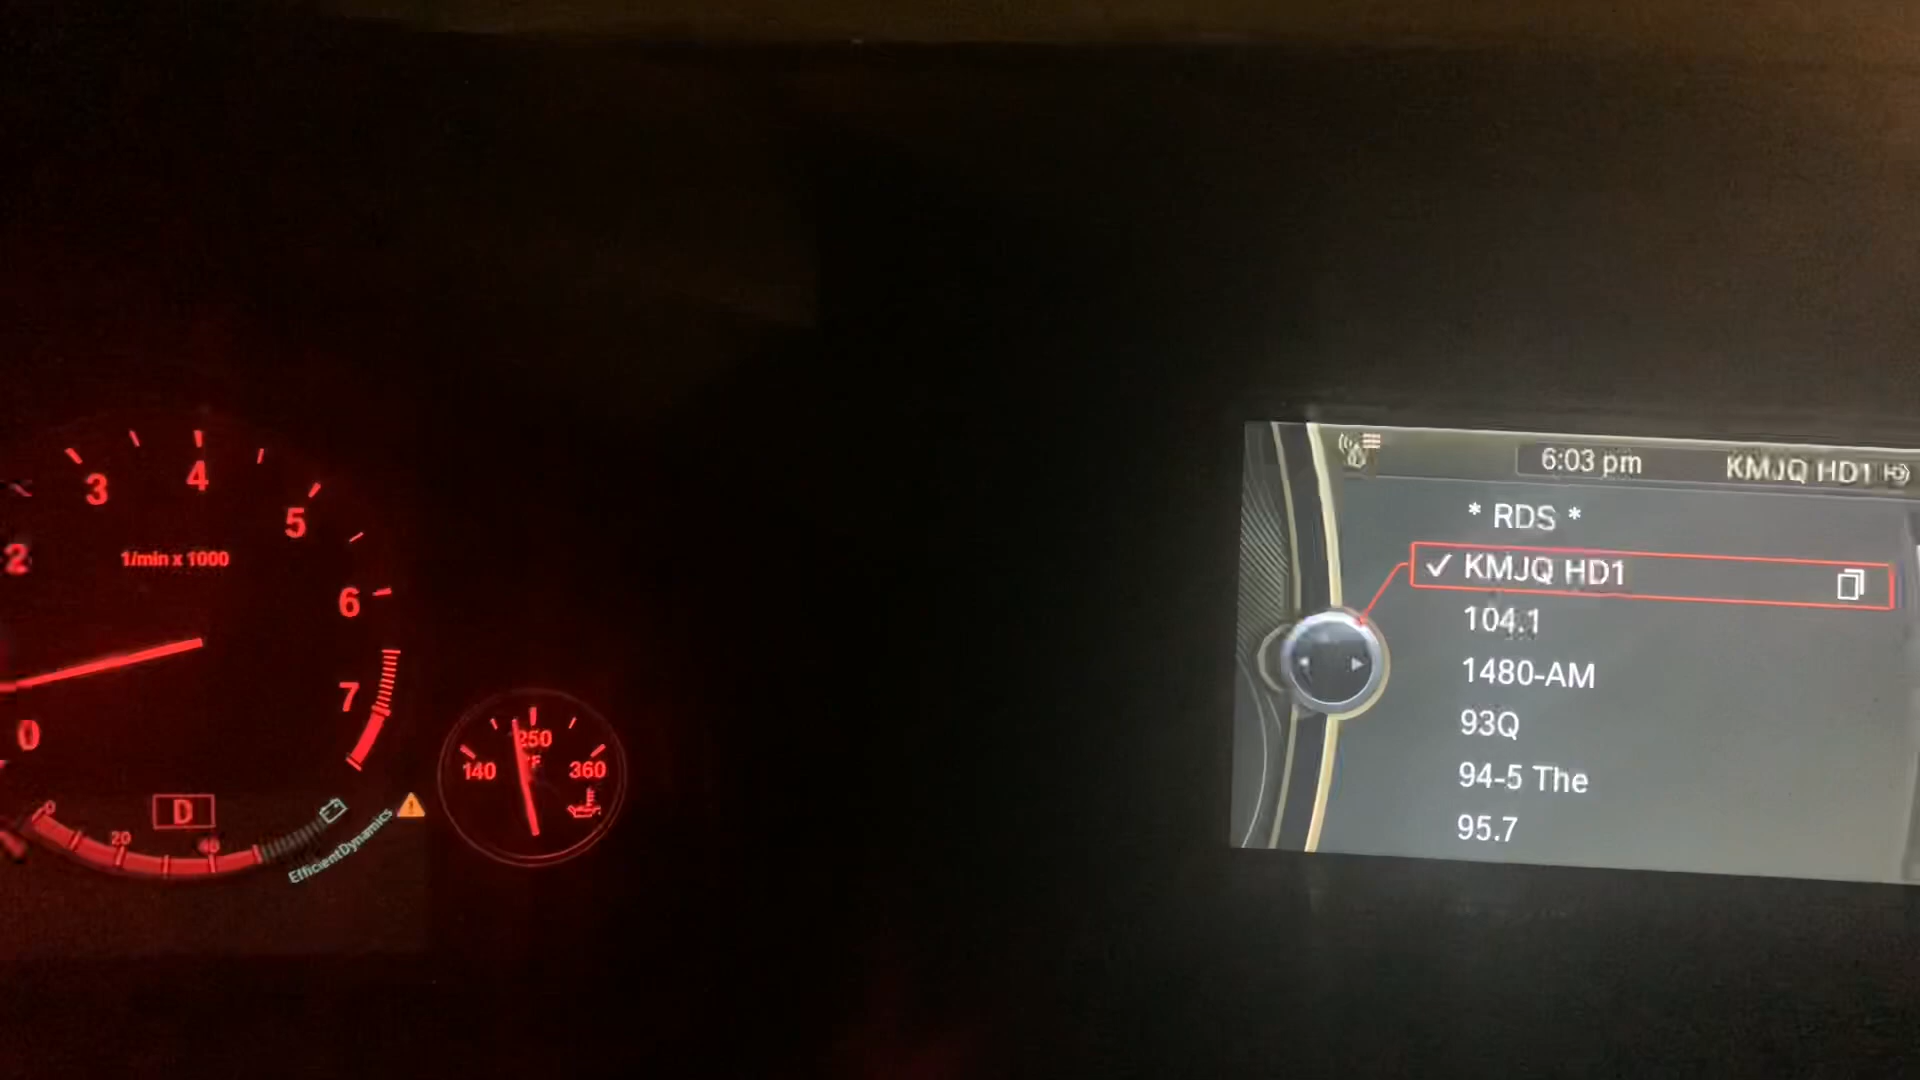 3
4
5
2
1/min x 1000
6
7
0
D
20
40
EfficientDynamics
250
°F
140
360
6:03 pm
KMJQ HD1
* RDS *
KMJQ HD1
104.1
1480-AM
93Q
94-5 The
95.7